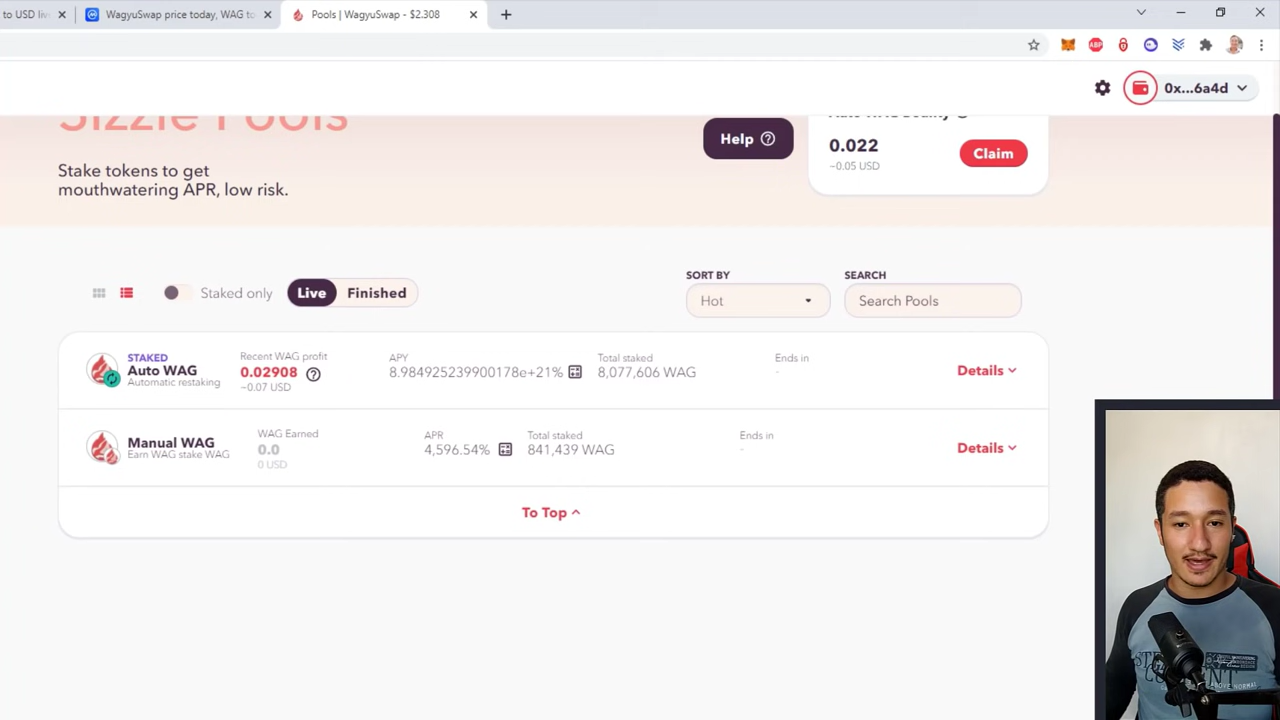 to USD live
WagyuSwap price today, WAG to
Pools | WagyuSwap - $2.308
ABP
0x...6a4d
Sizzle Pools
Stake tokens to get
mouthwatering APR, low risk.
Help
0.022
~0.05 USD
Claim
Staked only
Live
Finished
SORT BY
Hot
SEARCH
Search Pools
STAKED
Auto WAG
Automatic restaking
Recent WAG profit
0.02908
~0.07 USD
APY
8.984925239900178e+21%
Total staked
8,077,606 WAG
Ends in
-
Details
Manual WAG
Earn WAG stake WAG
WAG Earned
0.0
0 USD
APR
4,596.54%
Total staked
841,439 WAG
Ends in
-
Details
To Top